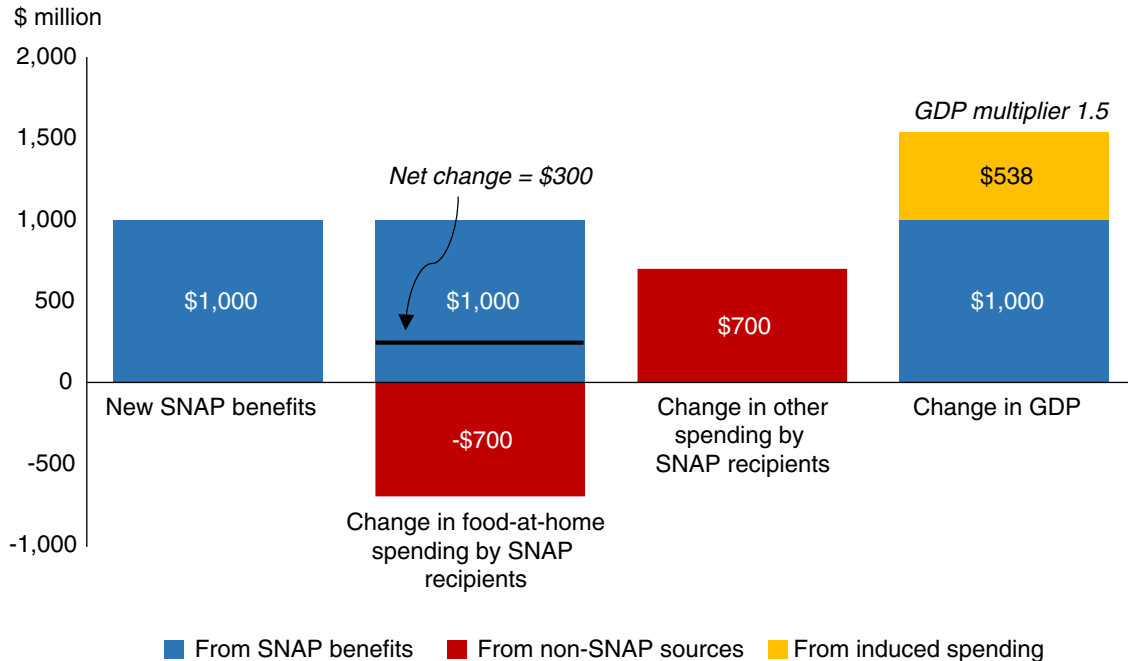 $ million
2,000
1,500
1,000
500
0
-500
-1,000
GDP multiplier 1.5
Net change = $300
$538
$1,000
$1,000
$700
$1,000
-$700
New SNAP benefits
Change in food-at-home
spending by SNAP
recipients
Change in other
spending by
SNAP recipients
Change in GDP
From SNAP benefits
From non-SNAP sources
From induced spending